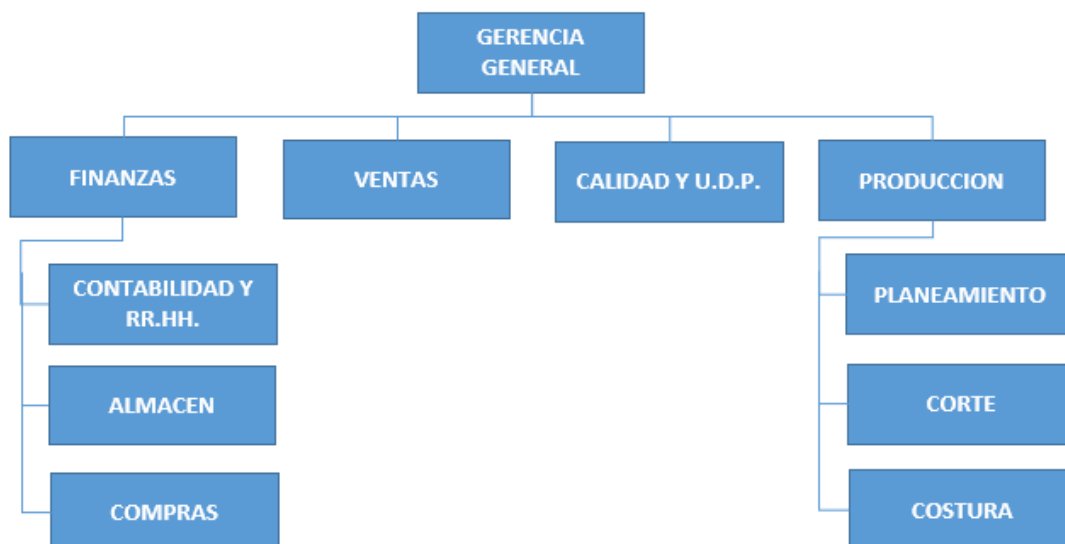 GERENCIA
GENERAL
FINANZAS
VENTAS
CALIDAD Y U.D.P.
PRODUCCION
CONTABILIDAD Y
RR.HH.
ALMACEN
COMPRAS
PLANEAMIENTO
CORTE
COSTURA